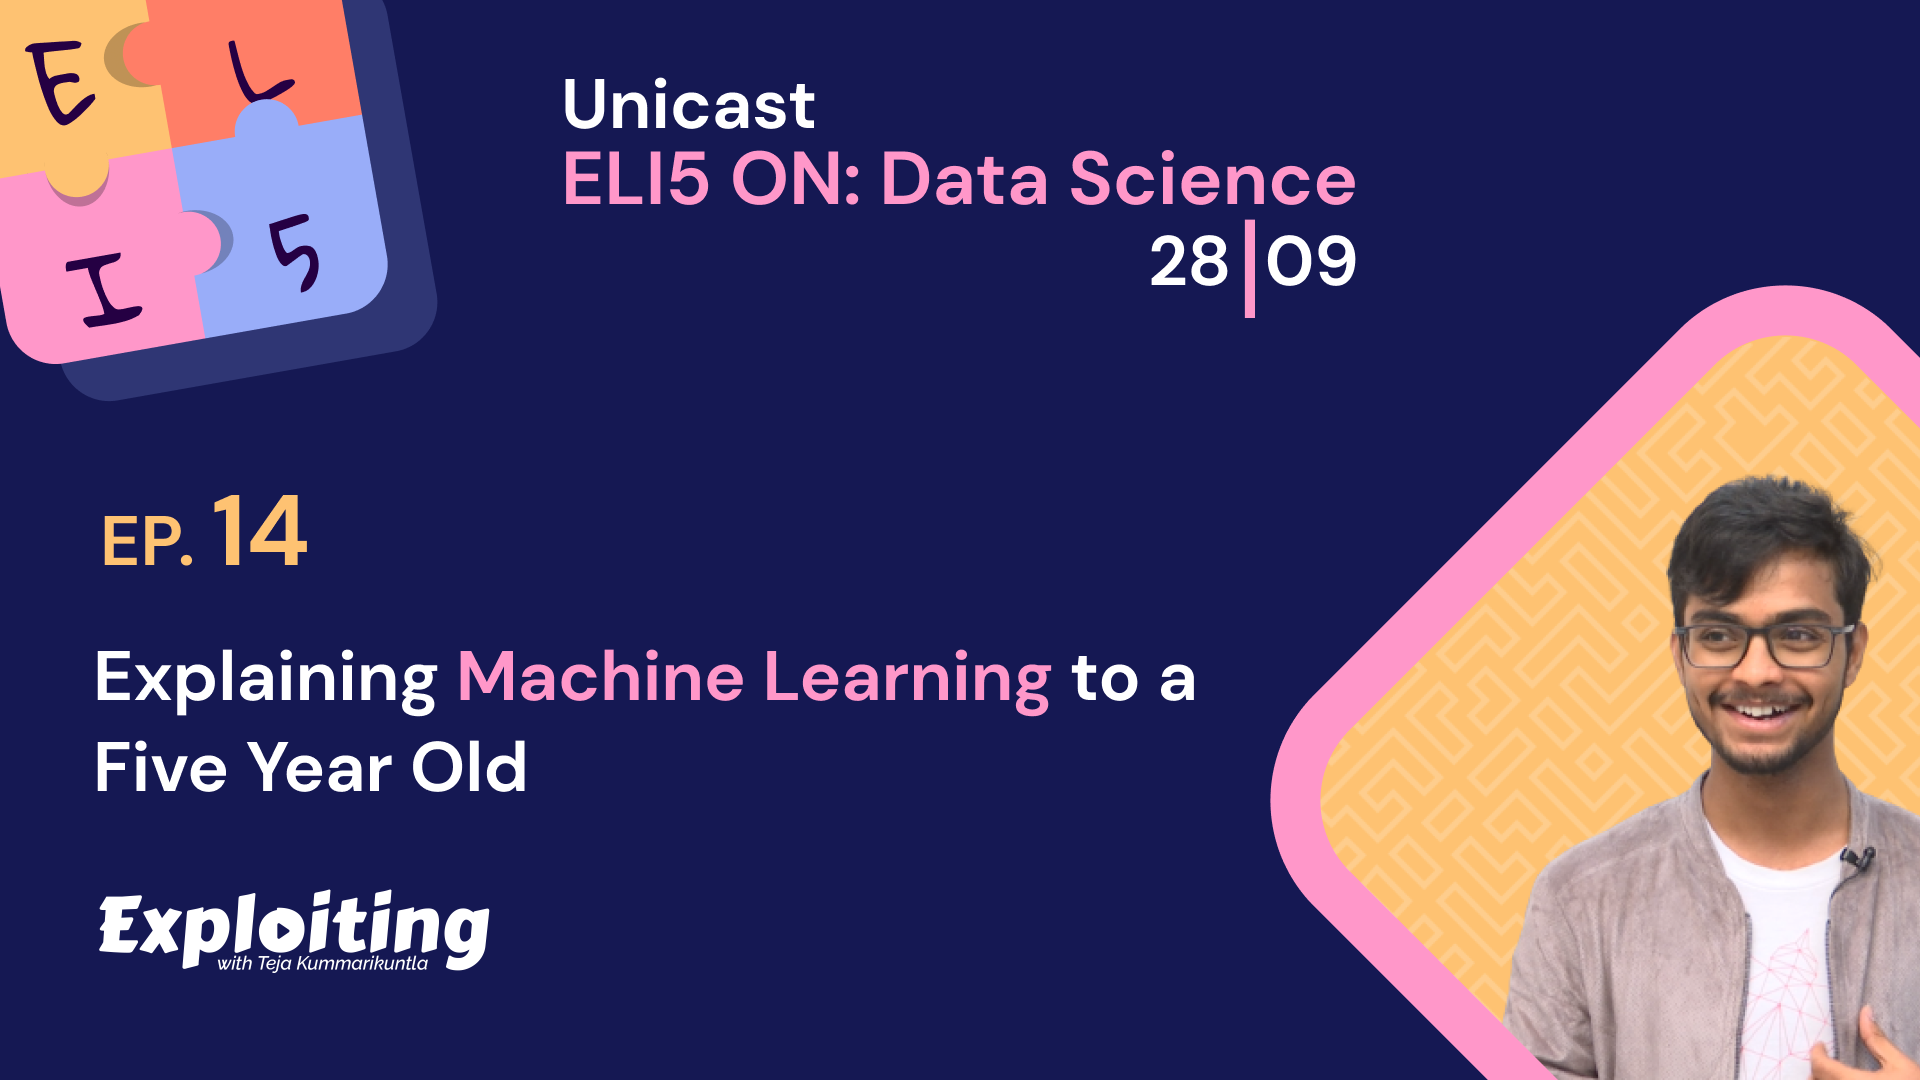 E L
I 5
Unicast
ELI5 ON: Data Science
28|09
EP. 14
Explaining Machine Learning to a
Five Year Old
Exploiting
with Teja Kummarikuntla